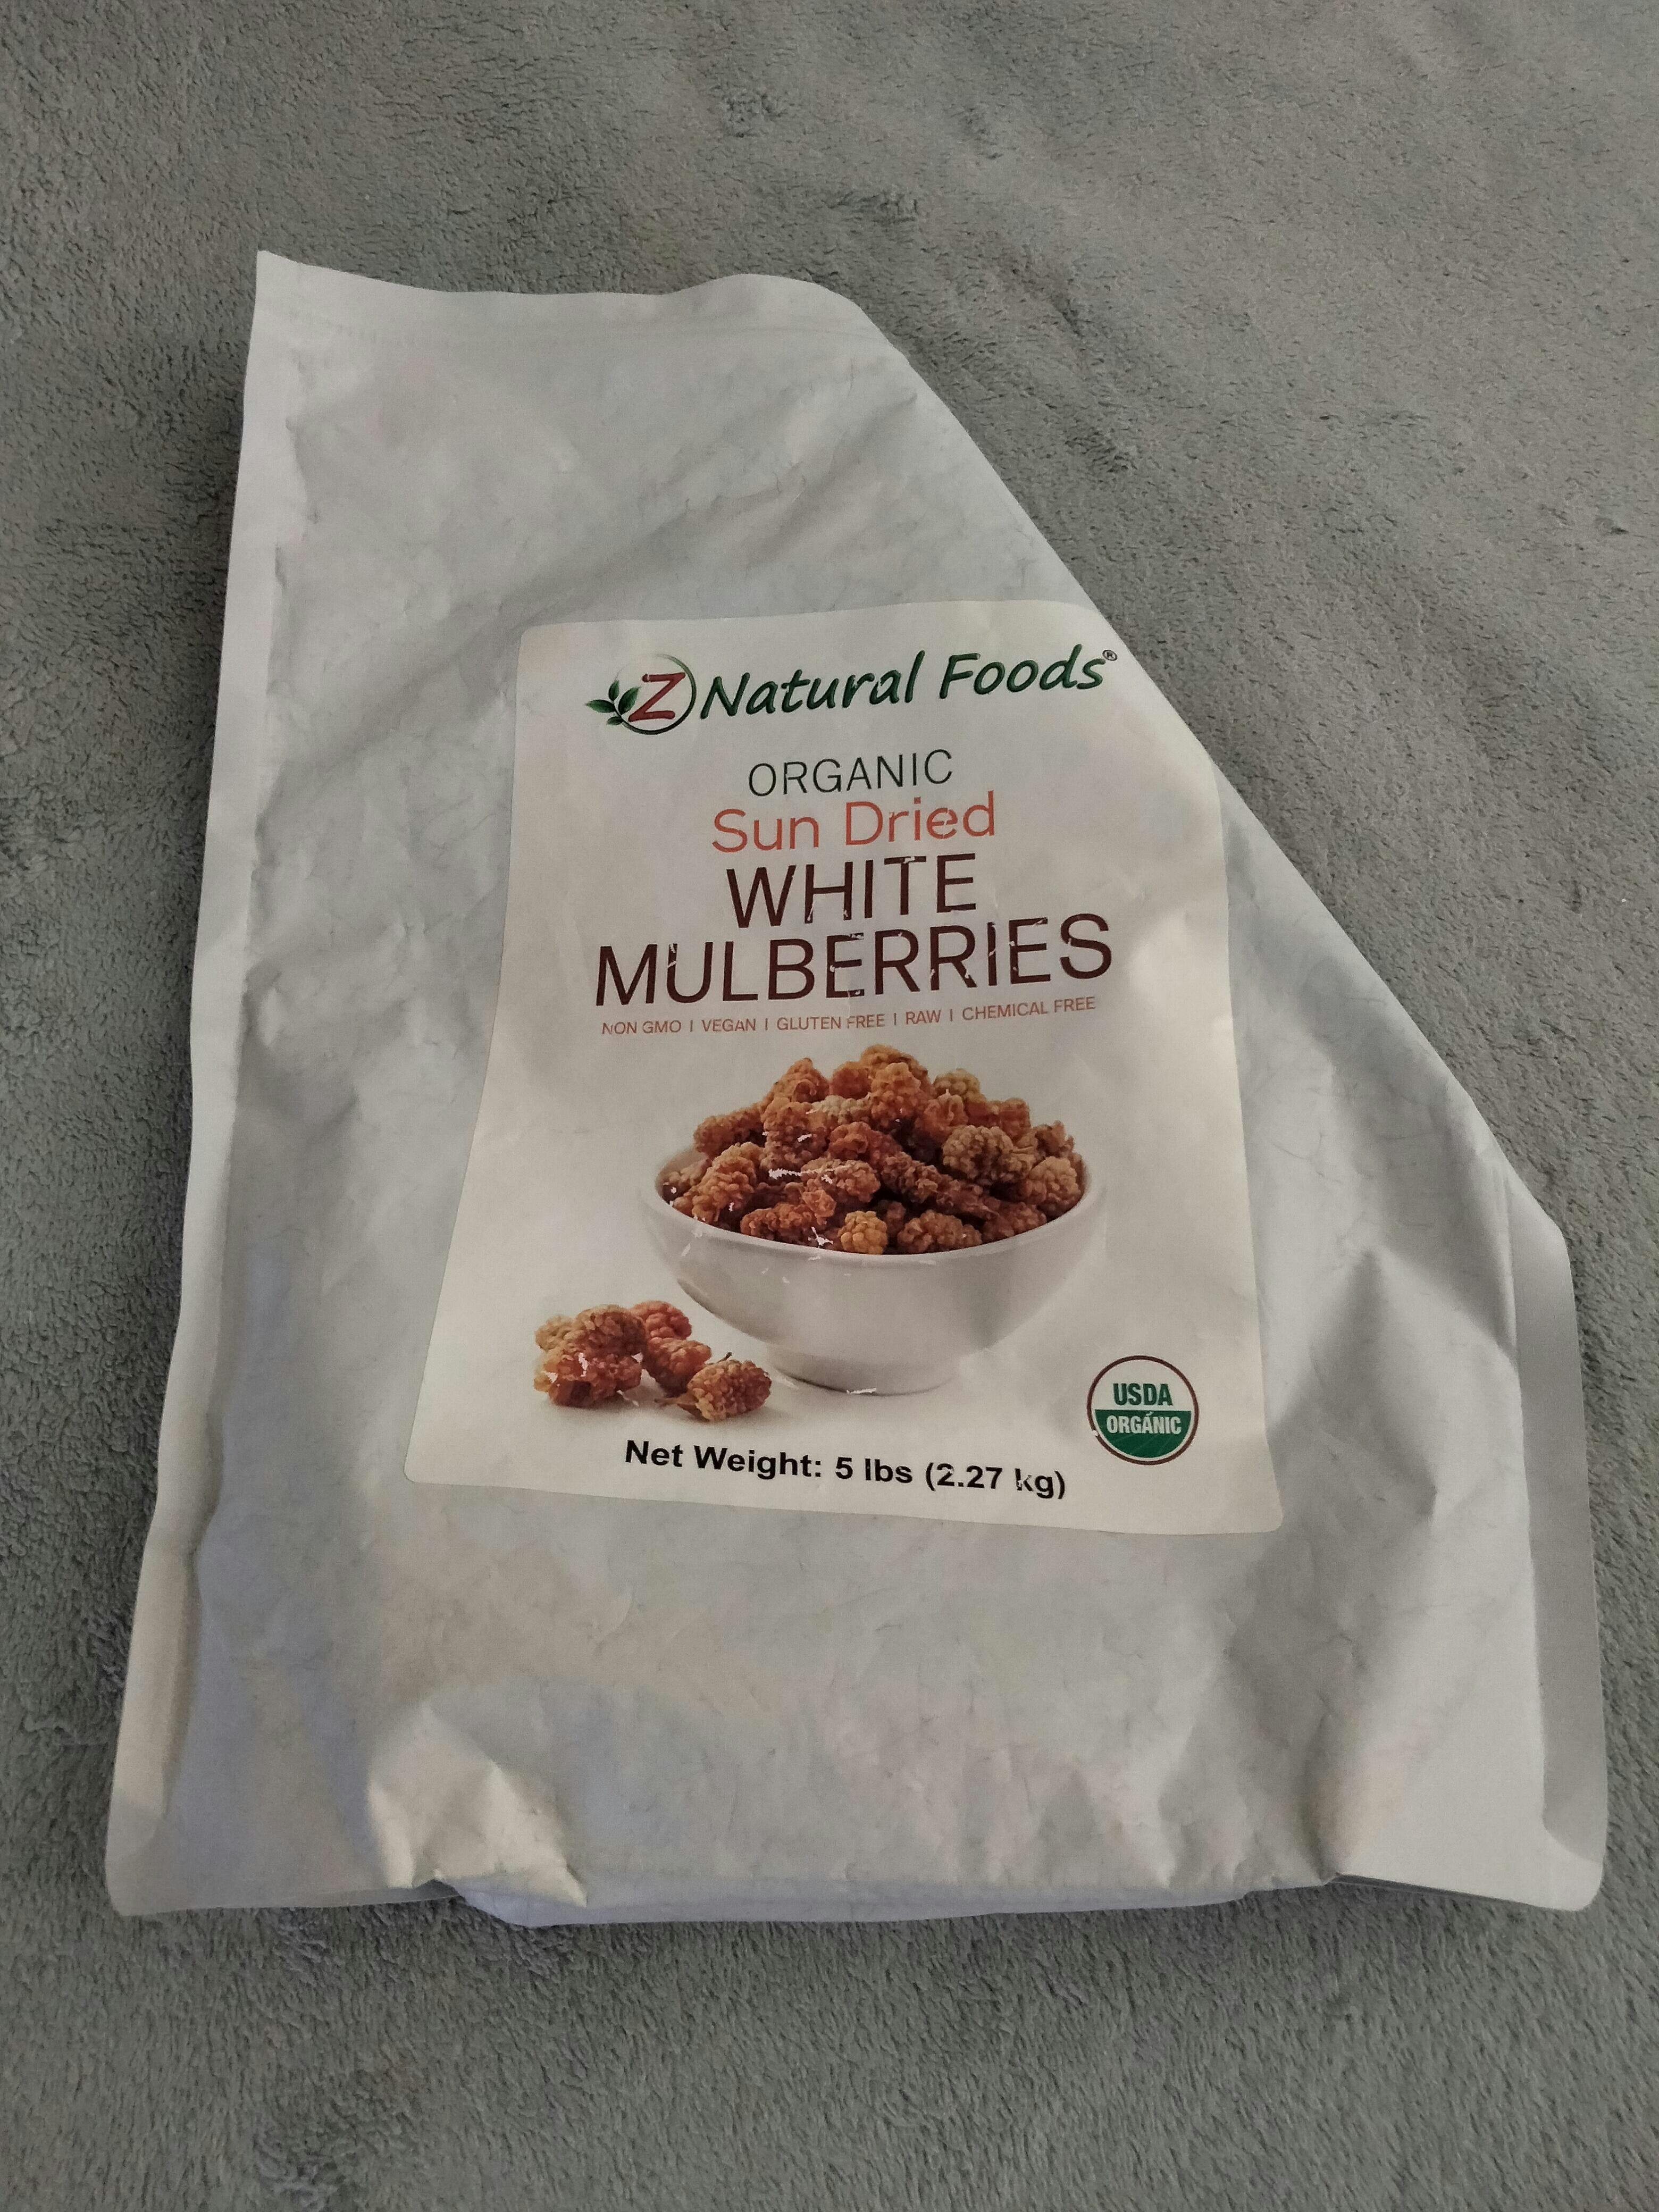 Z Natural Foods®
ORGANIC
Sun Dried
WHITE
MULBERRIES
NON GMO | VEGAN | GLUTEN FREE | RAW | CHEMICAL FREE
USDA
ORGÁNIC
Net Weight: 5 lbs (2.27 kg)